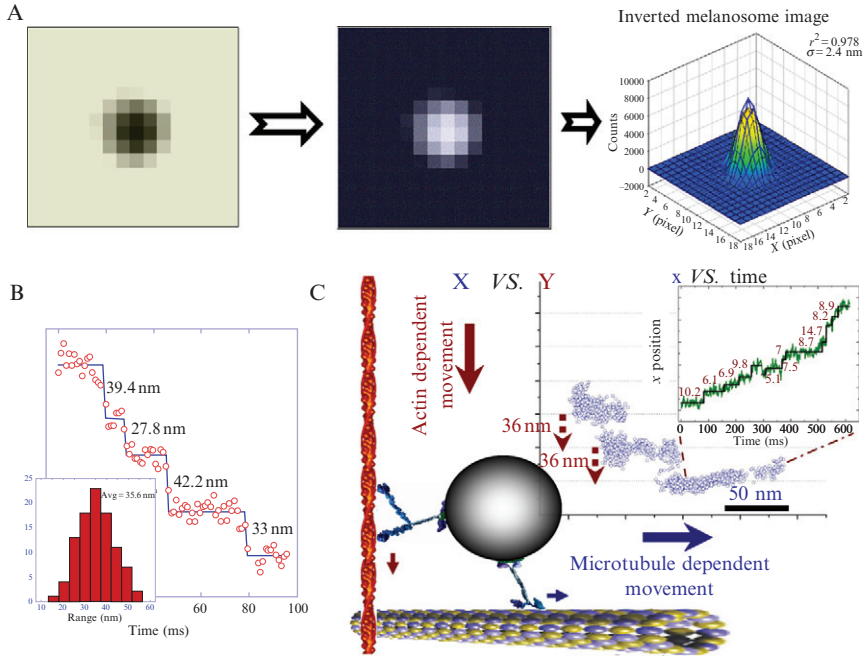 A
Inverted melanosome image
r² = 0.978
σ = 2.4 nm
Counts
10000
8000
6000
4000
2000
0
−2000
2 4 6 8 10 12 14 16 18
Y (pixel)
18 16 14 12 10 8 6 4 2
X (pixel)
B
39.4 nm
27.8 nm
42.2 nm
33 nm
60 80 100
Time (ms)
Avg = 35.6 nm
25
20
15
10
5
0
10 20 30 40 50 60
Range (nm)
C
X VS. Y
x VS. time
Actin dependent
movement
36 nm
36 nm
50 nm
Microtubule dependent
movement
x position
10.2
6.1
6.9
9.8
5.1
7
7.5
8.7
14.7
8.2
8.9
0 100 200 300 400 500 600
Time (ms)